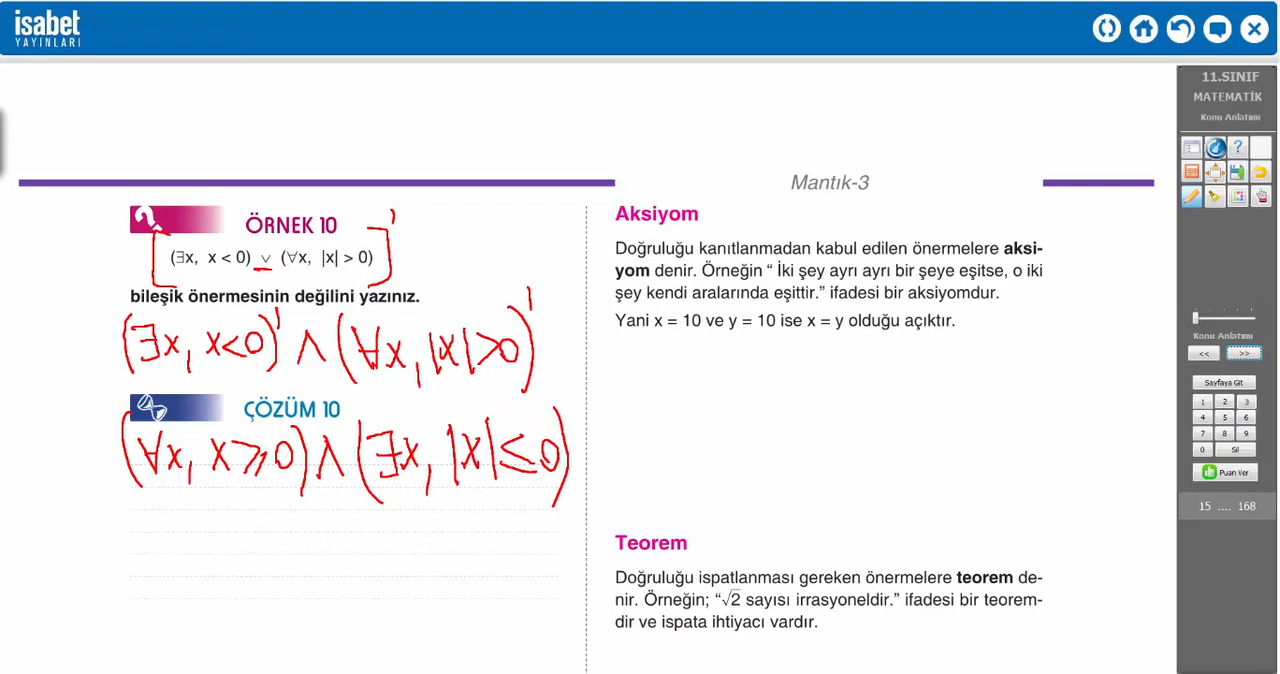 isabet
YAYINLARI
11.SINIF
MATEMATİK
Konu Anlatımı
Mantık-3
ÖRNEK 10
[(∃x, x < 0) ∨ (∀x, |x| > 0)]'
bileşik önermesinin değilini yazınız.
(∃x, x<0)' ∧ (∀x, |x|>0)'
ÇÖZÜM 10
(∀x, x⩾0) ∧ (∃x, |x|≤0)
Aksiyom
Doğruluğu kanıtlanmadan kabul edilen önermelere aksi-
yom denir. Örneğin “ İki şey ayrı ayrı bir şeye eşitse, o iki
şey kendi aralarında eşittir.” ifadesi bir aksiyomdur.
Yani x = 10 ve y = 10 ise x = y olduğu açıktır.
Teorem
Doğruluğu ispatlanması gereken önermelere teorem de-
nir. Örneğin; “√2 sayısı irrasyoneldir.” ifadesi bir teorem-
dir ve ispata ihtiyacı vardır.
Konu Anlatımı
<< >>
Sayfaya Git
1 2 3
4 5 6
7 8 9
0 Sil
Puan Ver
15 .... 168